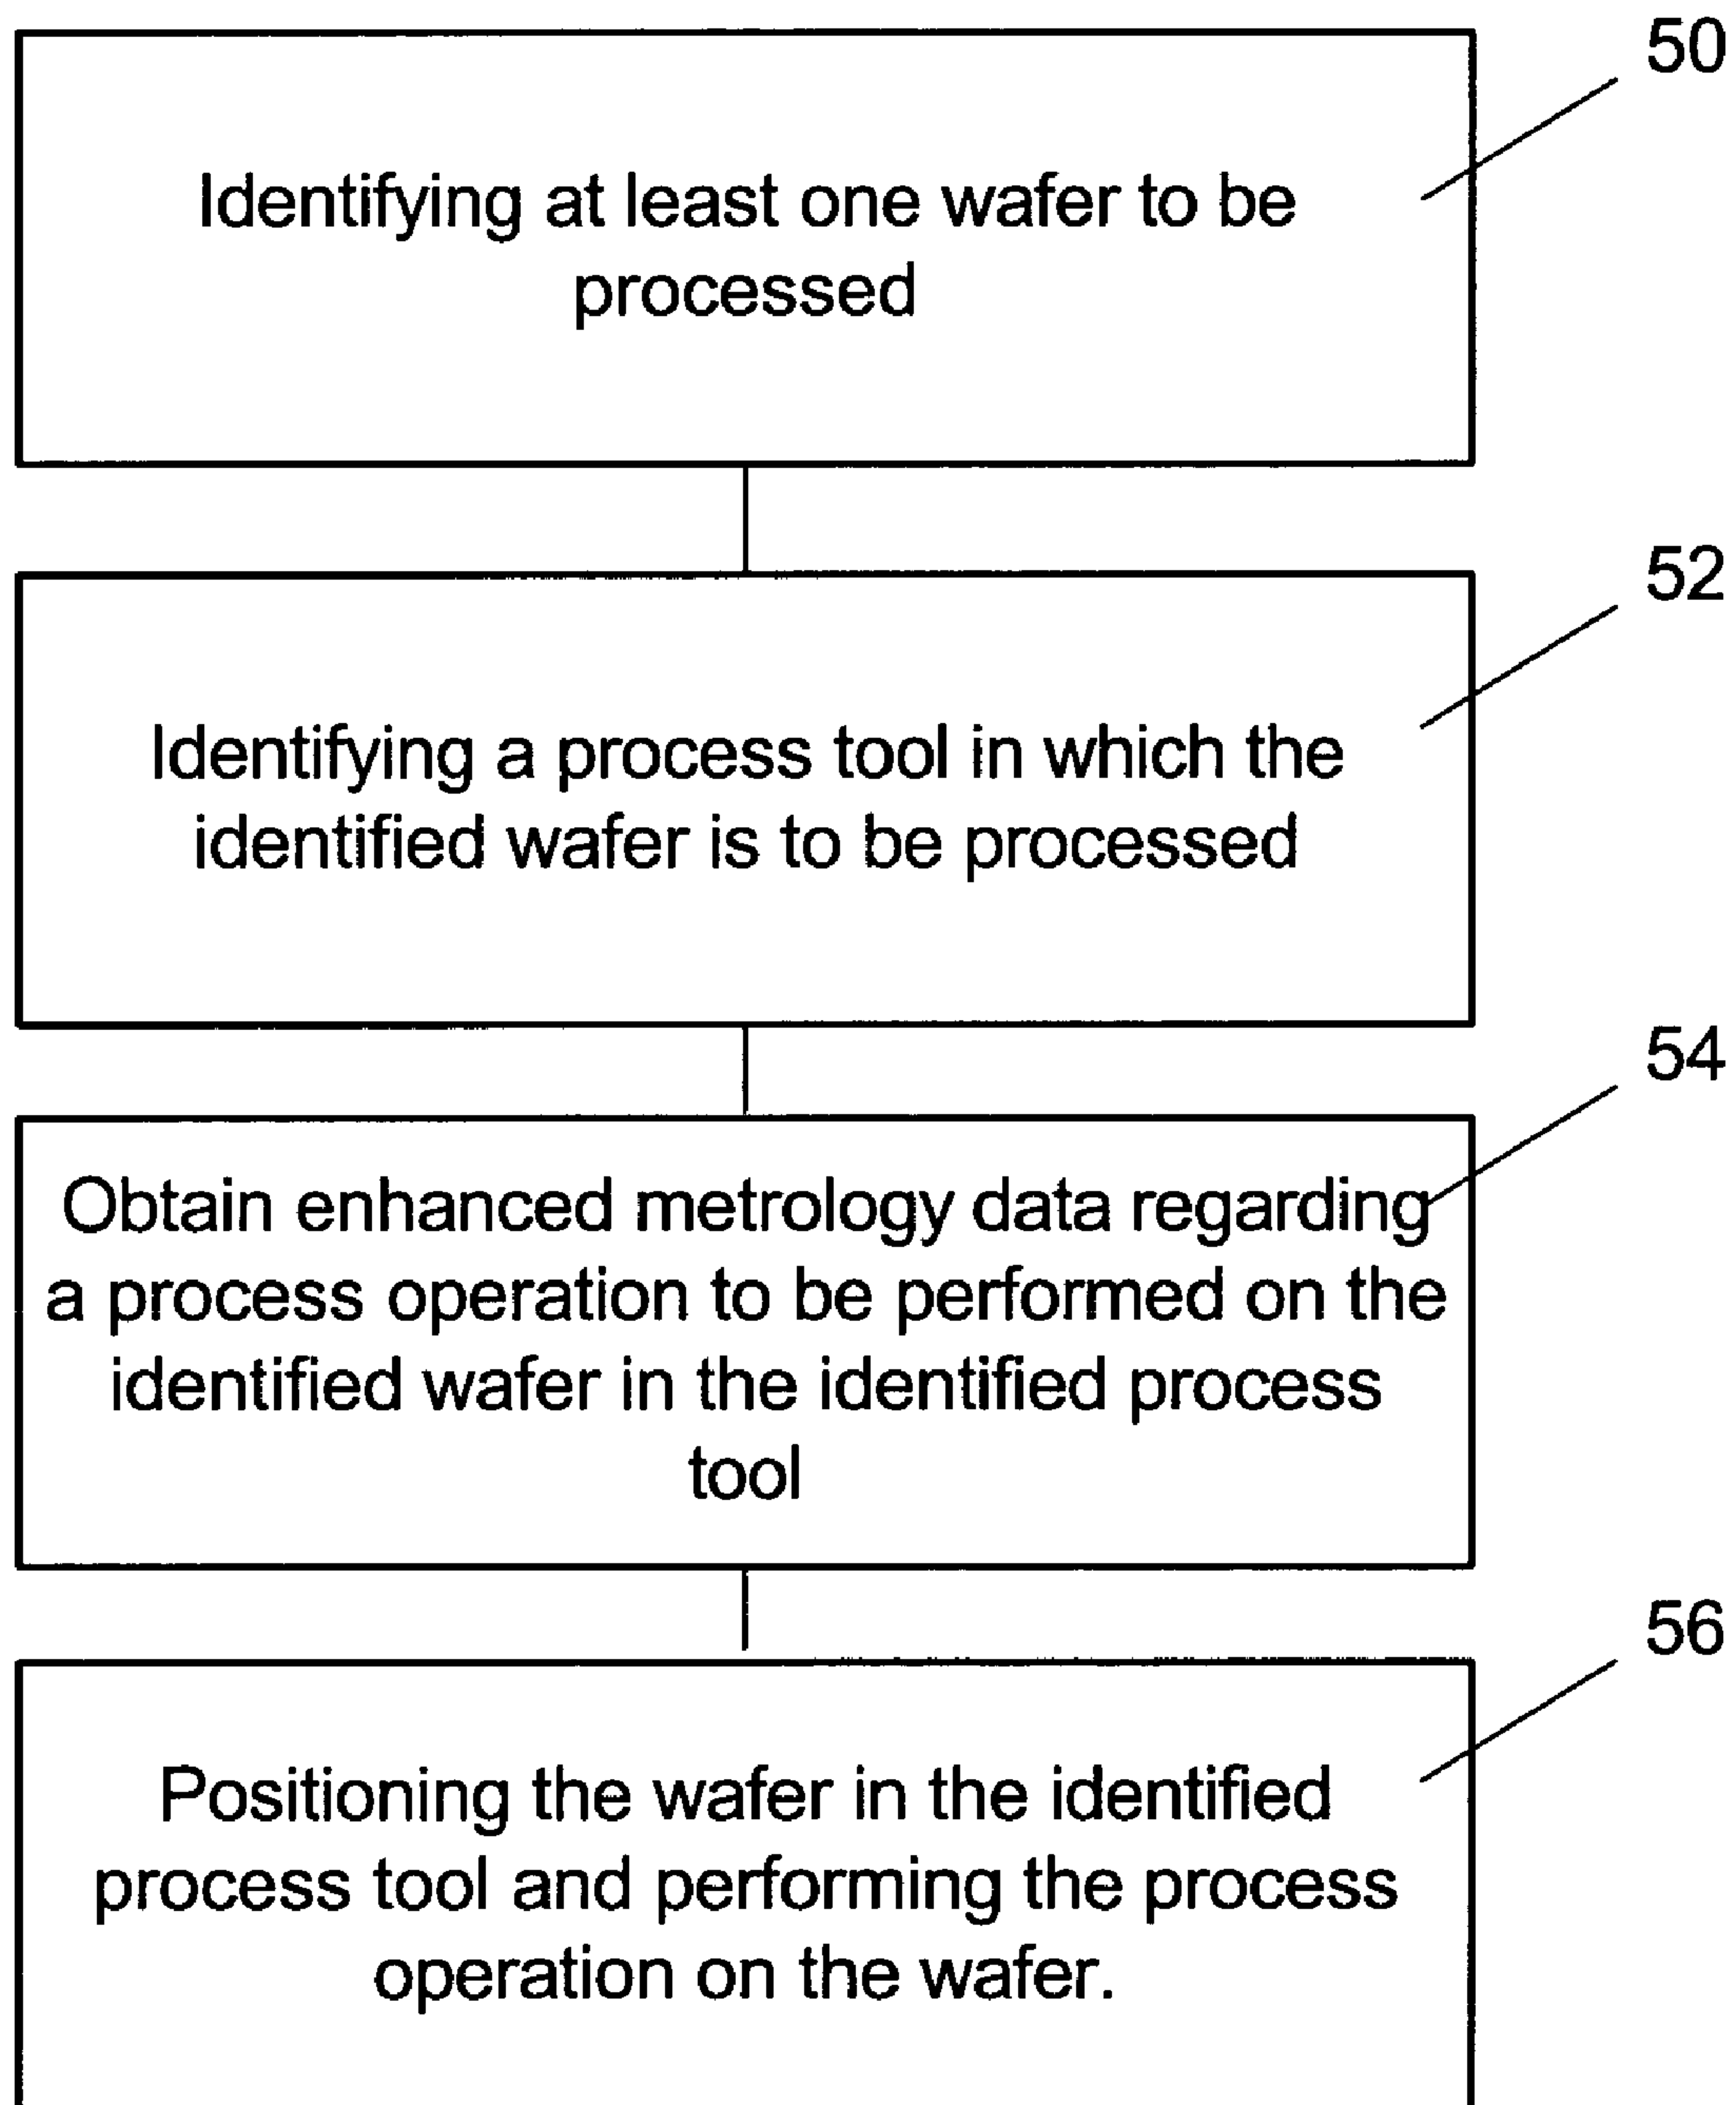 50
Identifying at least one wafer to be
processed
52
Identifying a process tool in which the
identified wafer is to be processed
54
Obtain enhanced metrology data regarding
a process operation to be performed on the
identified wafer in the identified process
tool
56
Positioning the wafer in the identified
process tool and performing the process
operation on the wafer.